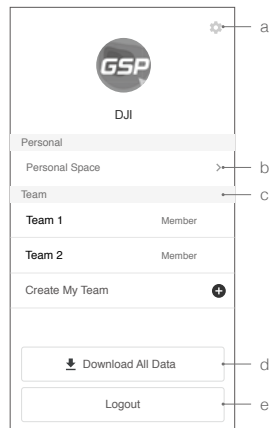 a
GSP
DJI
Personal
Personal Space > b
Team c
Team 1 Member
Team 2 Member
Create My Team
Download All Data d
Logout e